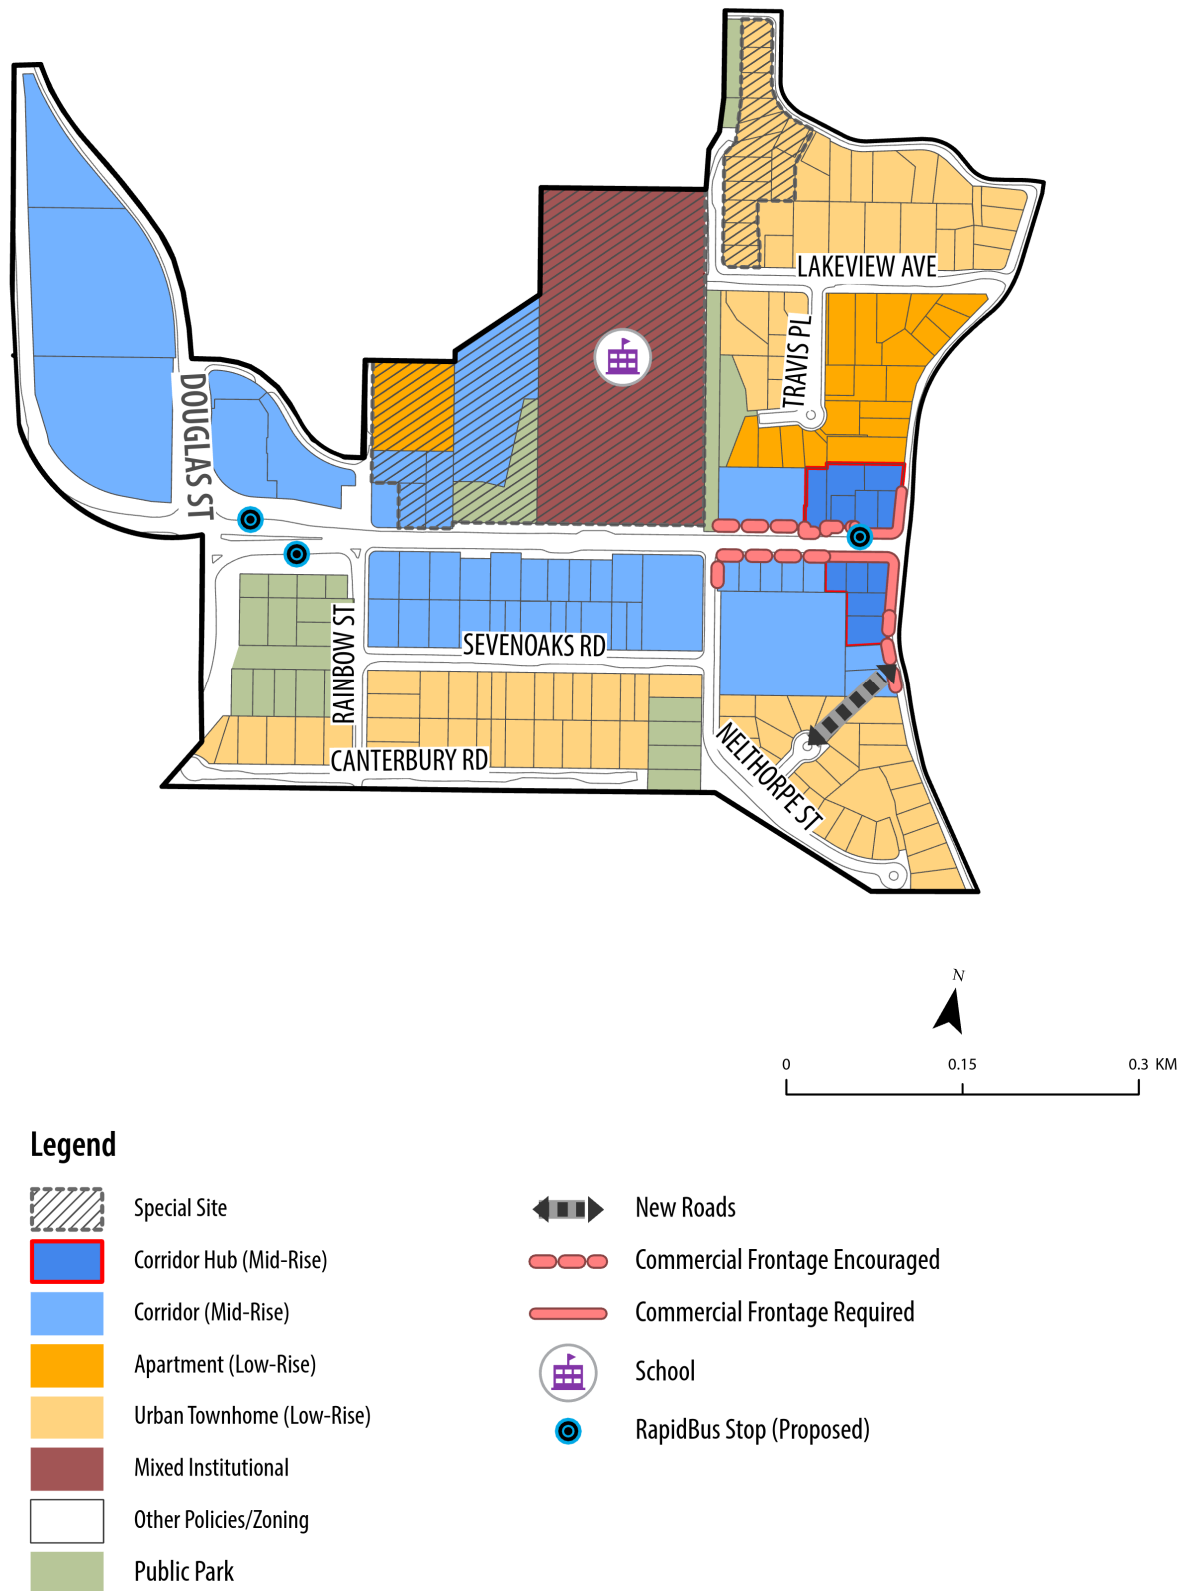 LAKEVIEW AVE
TRAVIS PL
DOUGLAS ST
RAINBOW ST
SEVENOAKS RD
CANTERBURY RD
NELTHORPE ST
N
0 0.15 0.3 KM
Legend
Special Site
Corridor Hub (Mid-Rise)
Corridor (Mid-Rise)
Apartment (Low-Rise)
Urban Townhome (Low-Rise)
Mixed Institutional
Other Policies/Zoning
Public Park
New Roads
Commercial Frontage Encouraged
Commercial Frontage Required
School
RapidBus Stop (Proposed)